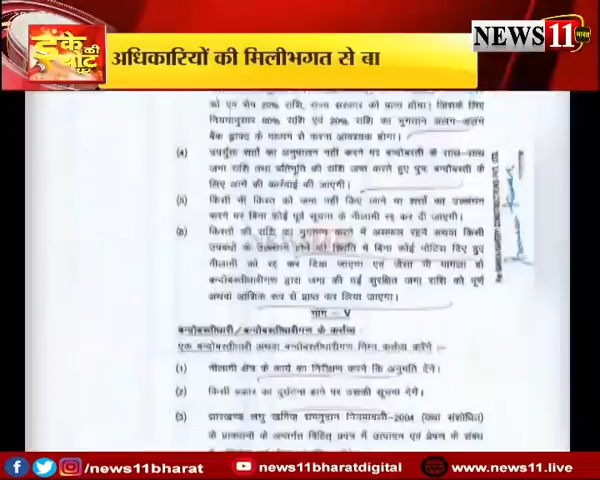 डंके की चोट पर
अधिकारियों की मिलीभगत से बा
NEWS 11 भारत
को एवं शेष 20% राशि, राज्य सरकार को प्राप्त होगा। जिसके लिए
नियमानुसार 80% राशि एवं 20% राशि का भुगतान अलग-अलग
बैंक ड्राफ्ट के माध्यम से करना आवश्यक होगा।
(4) उपर्युक्त शर्तों का अनुपालन नहीं करने पर बन्दोबस्ती के साथ-साथ
जमा राशि तथा प्रतिभूति की राशि जप्त करते हुए पुनः बन्दोबस्ती के
लिए आगे की कार्रवाई की जाएगी।
(5) किसी भी किस्त को जमा नहीं किए जाने या शर्तों का उल्लंघन
करने पर बिना कोई पूर्व सूचना के नीलामी रद्द कर दी जाएगी।
(6) किस्तों की राशि का भुगतान करने में असफल रहने अथवा किसी
उपबंधों के उल्लंघन होने की स्थिति में बिना कोई नोटिस दिए हुए
नीलामी को रद्द कर दिया जाएगा एवं जैसा भी मामला हो
बन्दोबस्तीधारीगण द्वारा जमा की गई सुरक्षित जमा राशि को पूर्ण
अथवा आंशिक रूप से प्राप्त कर लिया जाएगा।
भाग – V
बन्दोबस्तीधारी/बन्दोबस्तीधारीगण के कर्तव्य
एक बन्दोबस्तीधारी अथवा बन्दोबस्तीधारीगण निम्न कर्तव्य करेंगे :-
(1) नीलामी क्षेत्र के कार्य का निरीक्षण करने कि अनुमति देंगे।
(2) किसी प्रकार का दुर्घटना होने पर उसकी सूचना देंगे।
(3) झारखण्ड लघु खनिज समनुदान नियमावली-2004 (यथा संशोधित)
के प्रावधानों के अन्तर्गत विहित प्रपत्र में उत्पादन एवं प्रेषण के संबंध
/news11bharat
/news11bharatdigital
www.news11.live